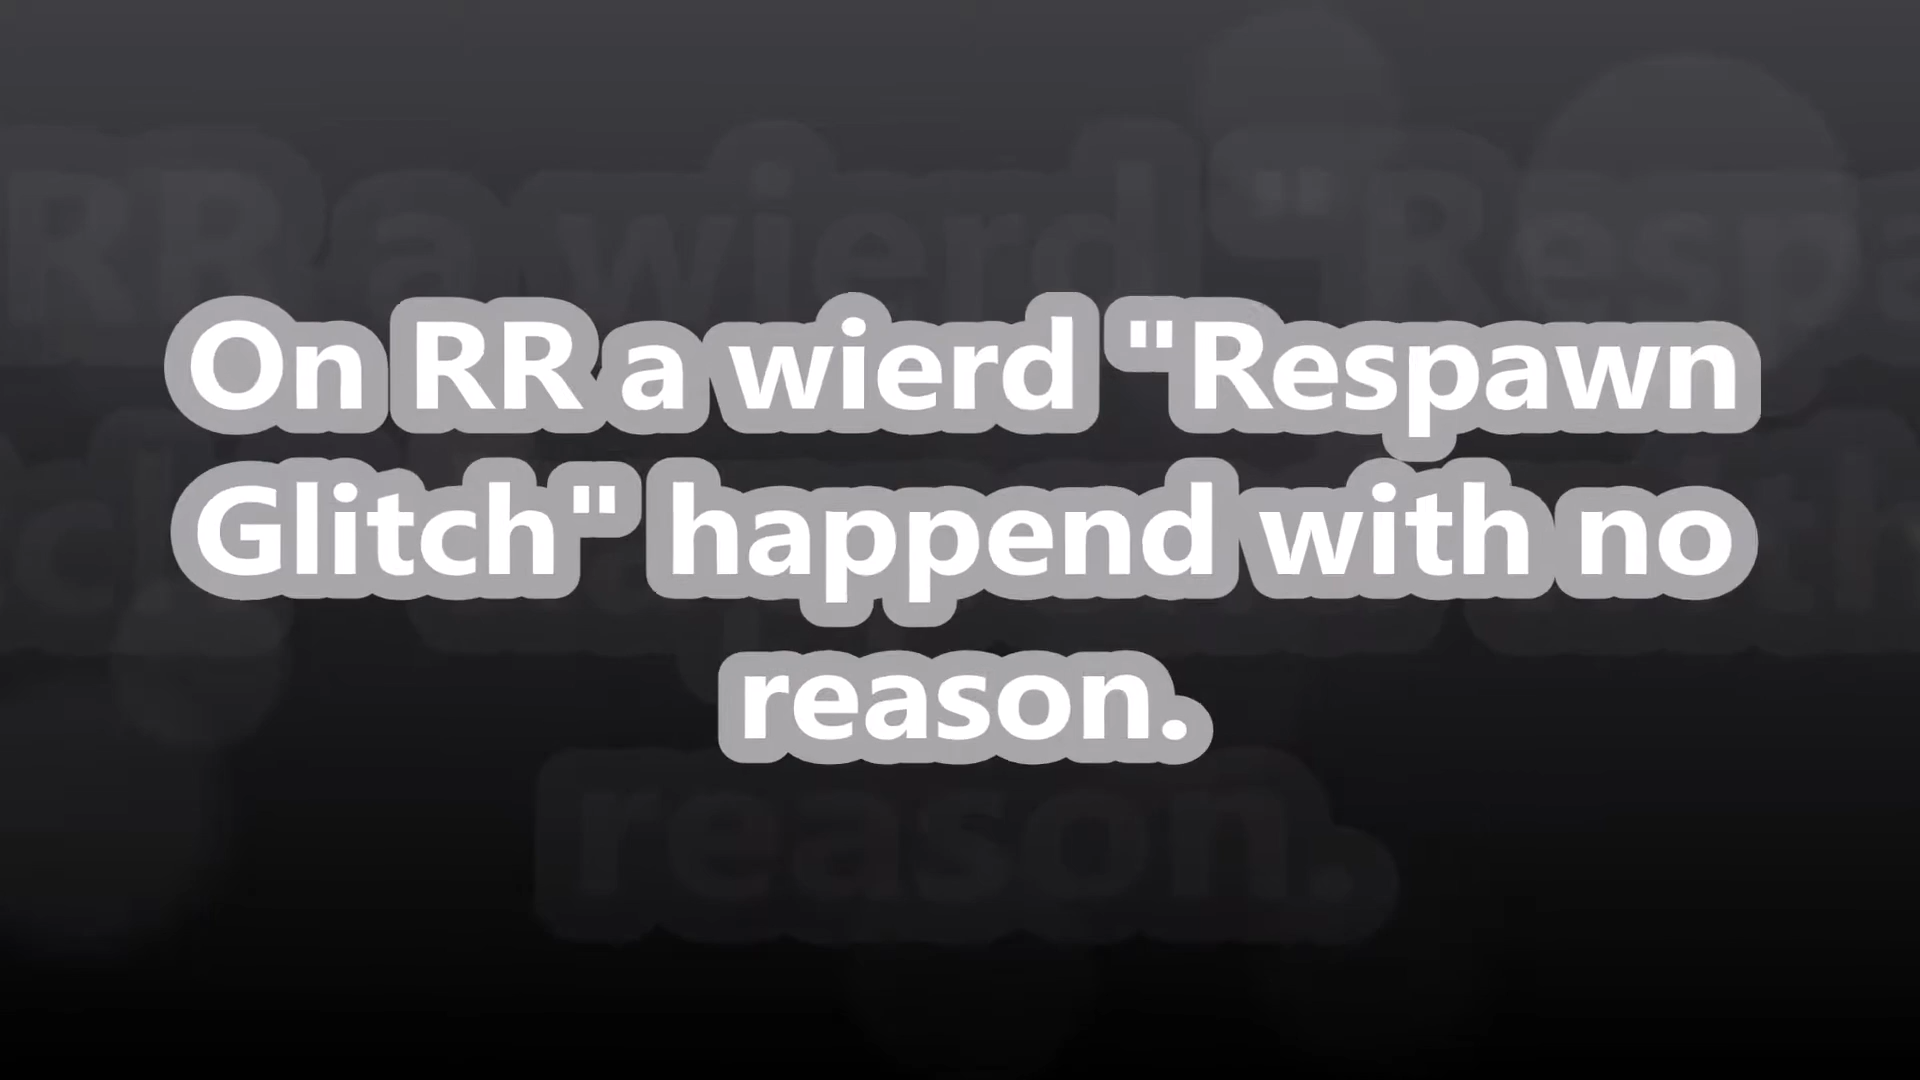 On RR a wierd "Respawn
Glitch" happend with no
reason.